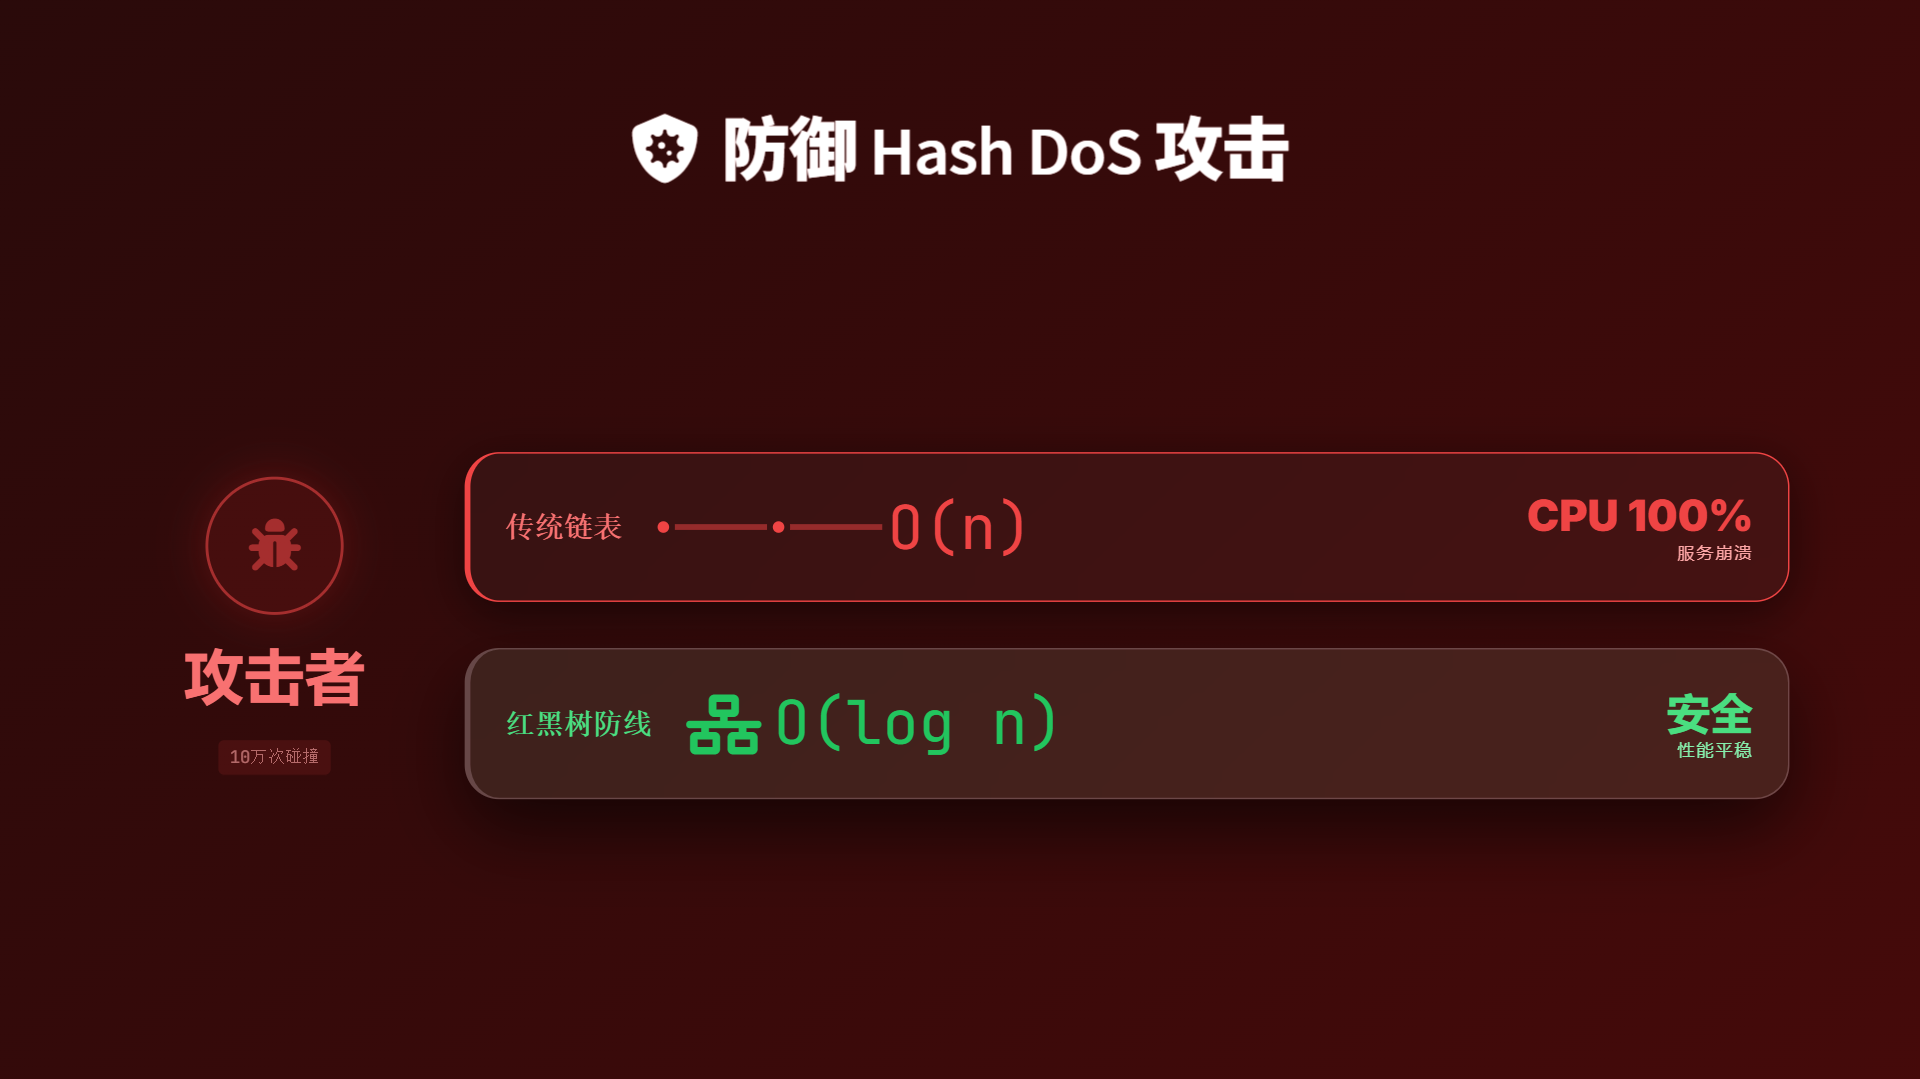 防御 Hash DoS 攻击
攻击者
10万次碰撞
传统链表 O(n)
CPU 100%
服务崩溃
红黑树防线 O(log n)
安全
性能平稳